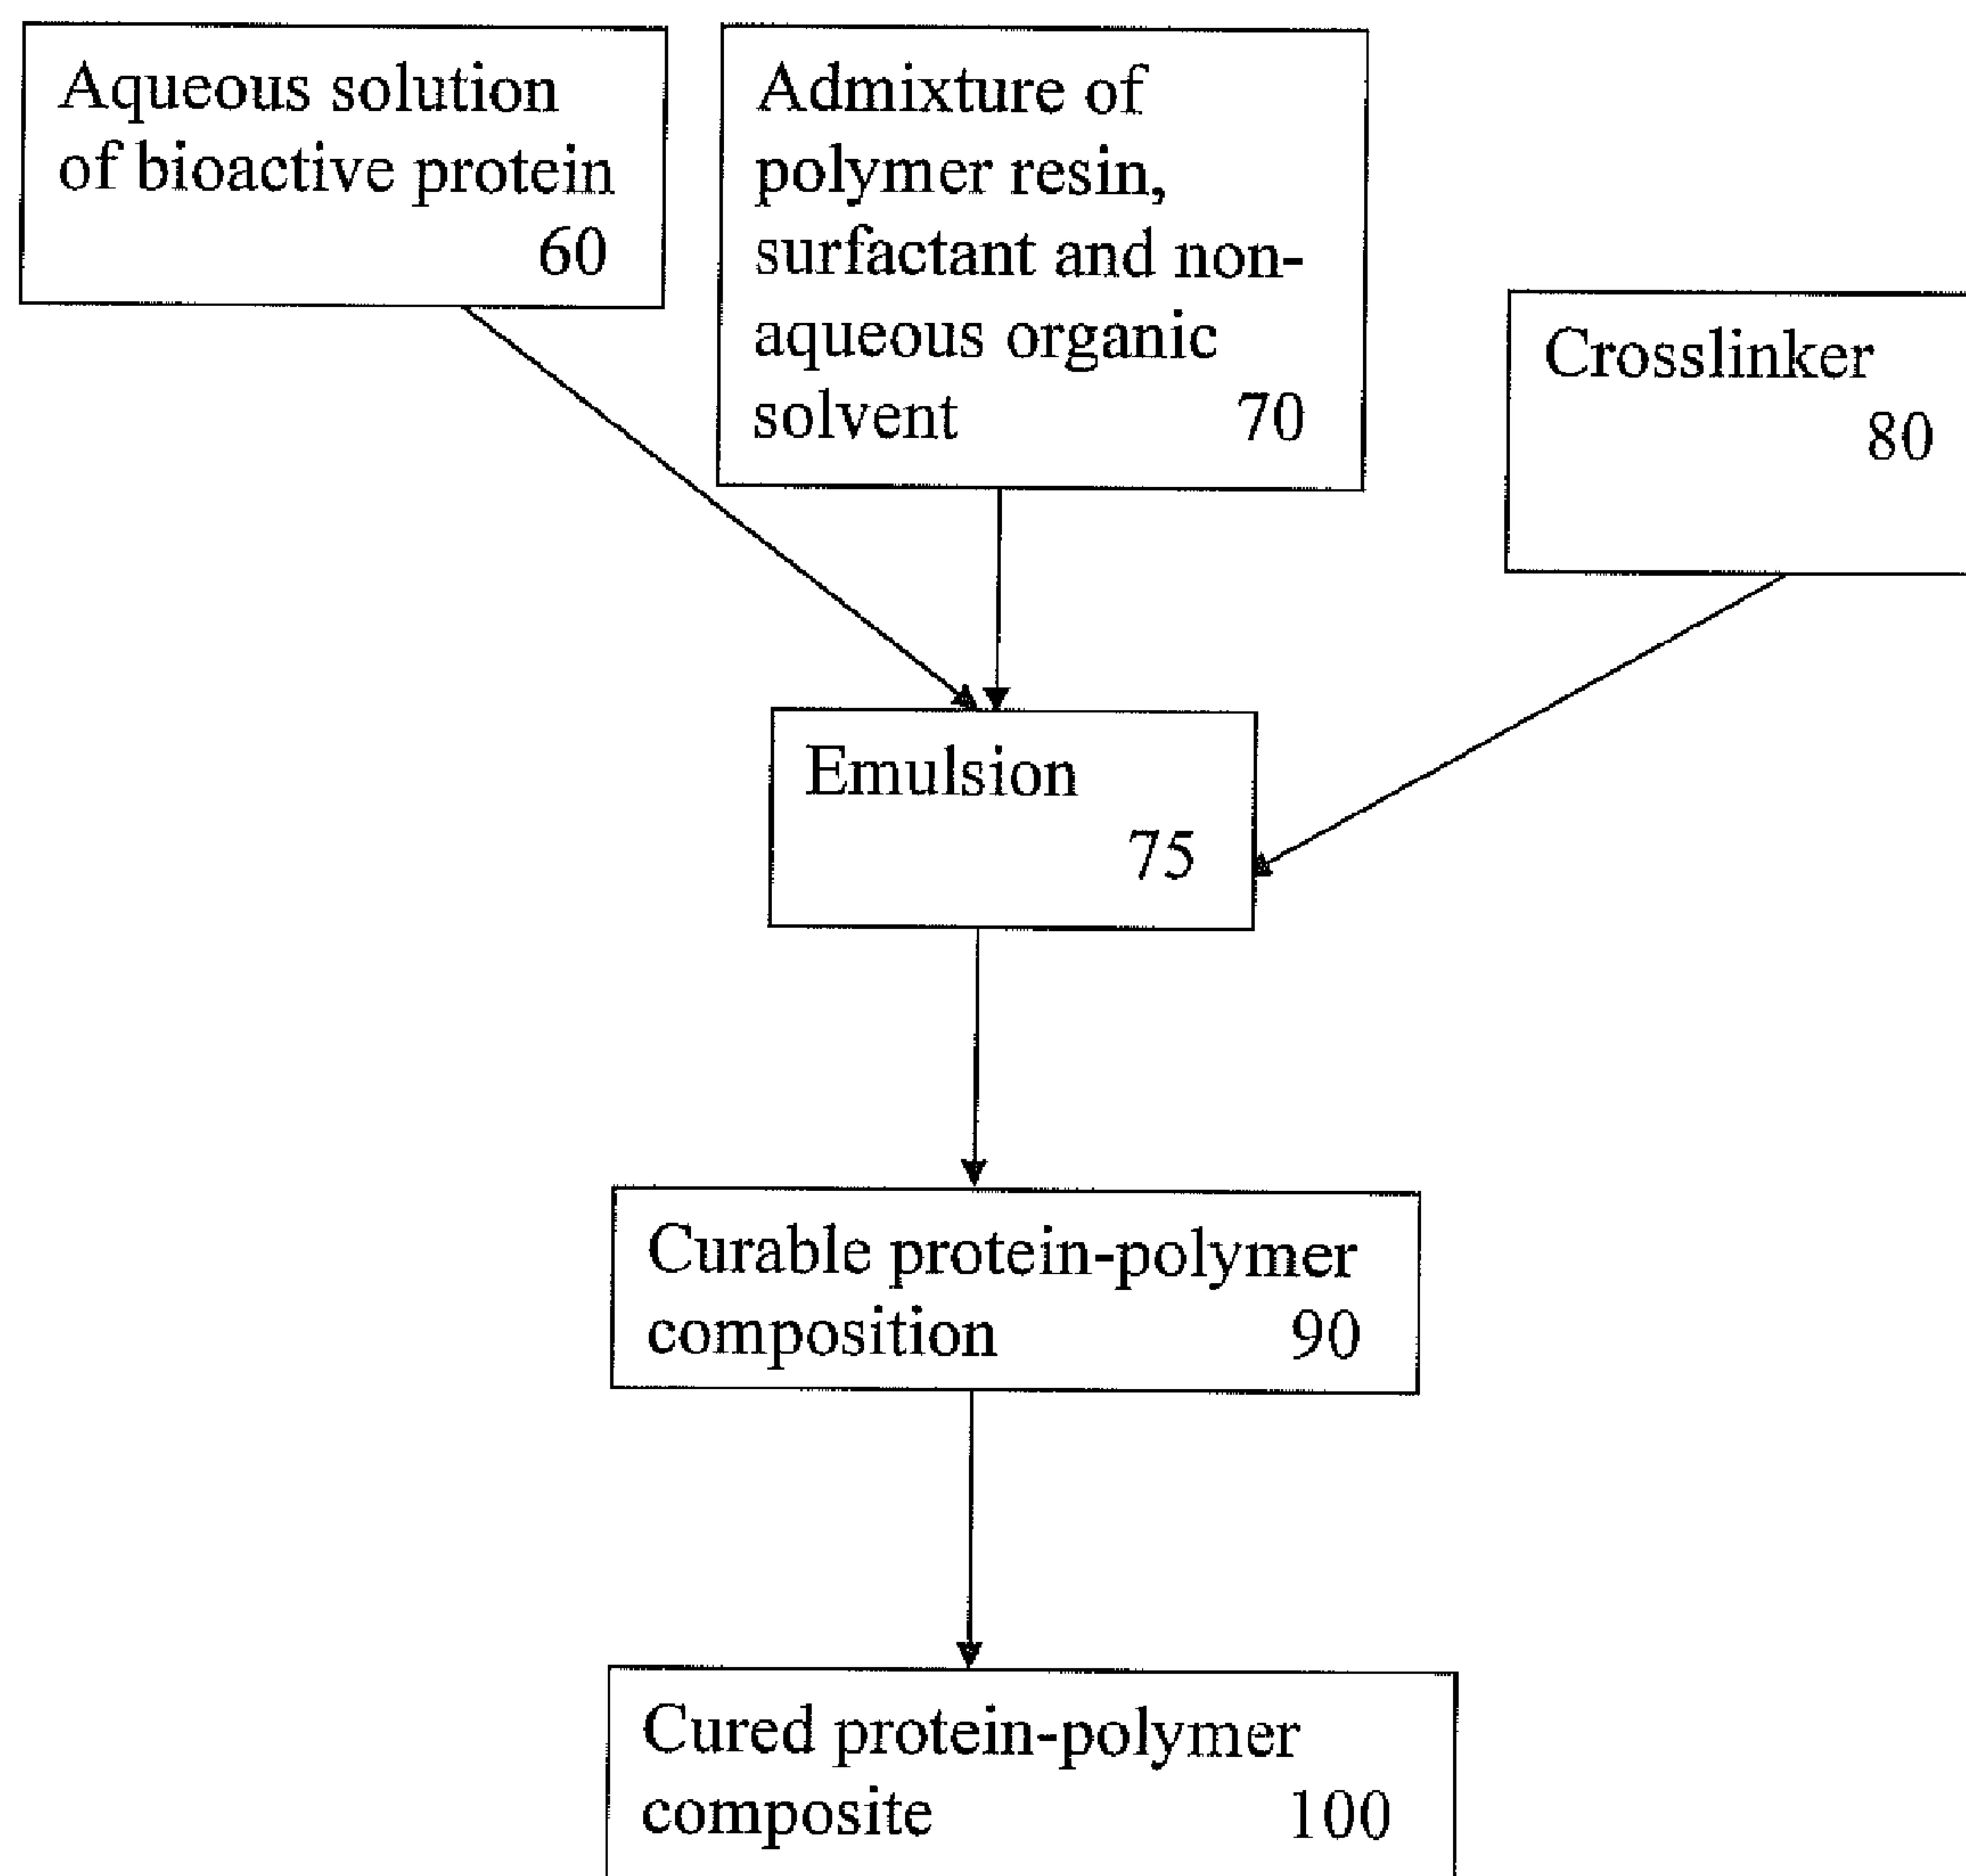 Aqueous solution
of bioactive protein
60
Admixture of
polymer resin,
surfactant and non-
aqueous organic
solvent 70
Crosslinker
80
Emulsion
75
Curable protein-polymer
composition 90
Cured protein-polymer
composite 100